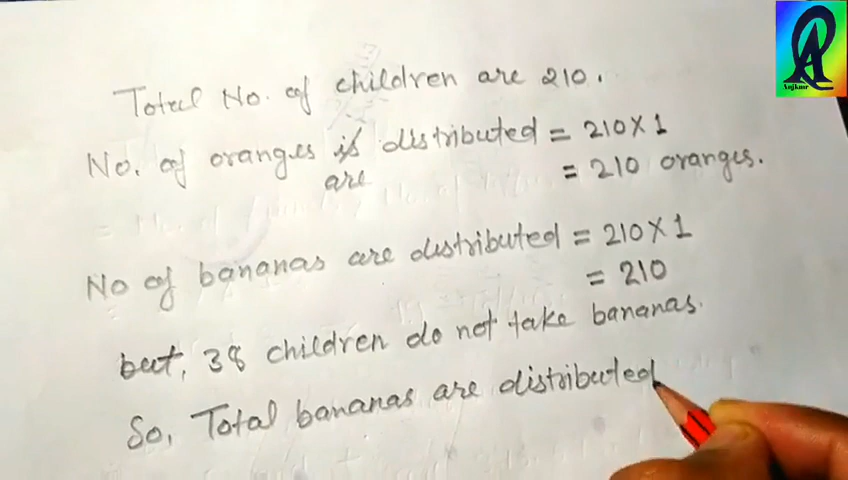 Total No. of children are 210.
No. of oranges is distributed = 210 x 1
are
= 210 oranges.
No of bananas are distributed = 210 x 1
= 210
but, 38 children do not take bananas.
So, Total bananas are distributed
Anjkmr